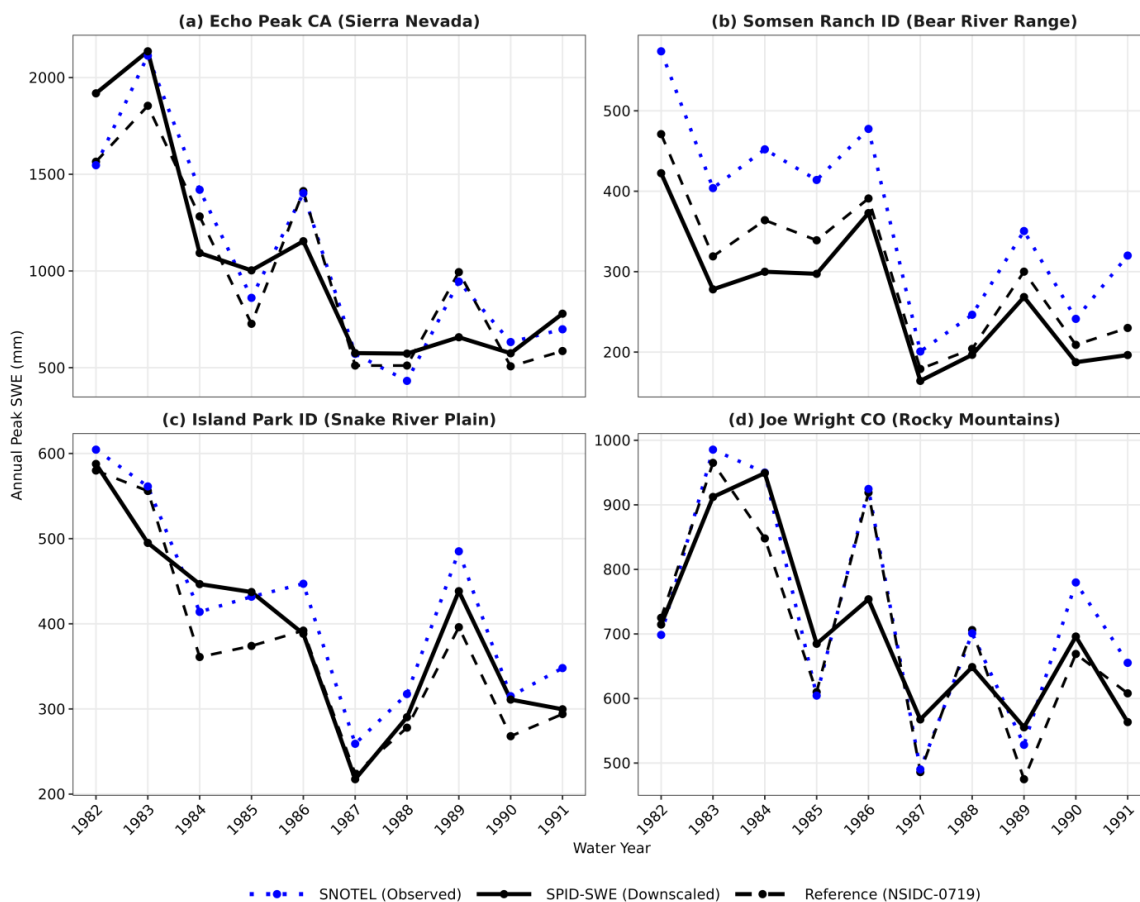 (a) Echo Peak CA (Sierra Nevada)
(b) Somsen Ranch ID (Bear River Range)
2000
1500
1000
500
500
400
300
200
(c) Island Park ID (Snake River Plain)
(d) Joe Wright CO (Rocky Mountains)
Annual Peak SWE (mm)
600
500
400
300
200
1000
900
800
700
600
500
1982 1983 1984 1985 1986 1987 1988 1989 1990 1991
1982 1983 1984 1985 1986 1987 1988 1989 1990 1991
Water Year
SNOTEL (Observed) SPID-SWE (Downscaled) Reference (NSIDC-0719)